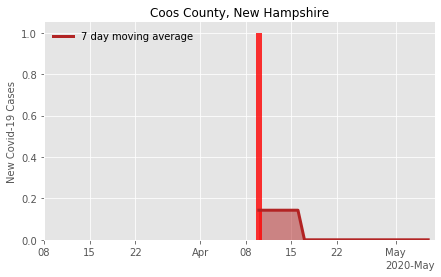 Coos County, New Hampshire
7 day moving average
New Covid-19 Cases
1.0
0.8
0.6
0.4
0.2
0.0
08 15 22 Apr 08 15 22 May
2020-May